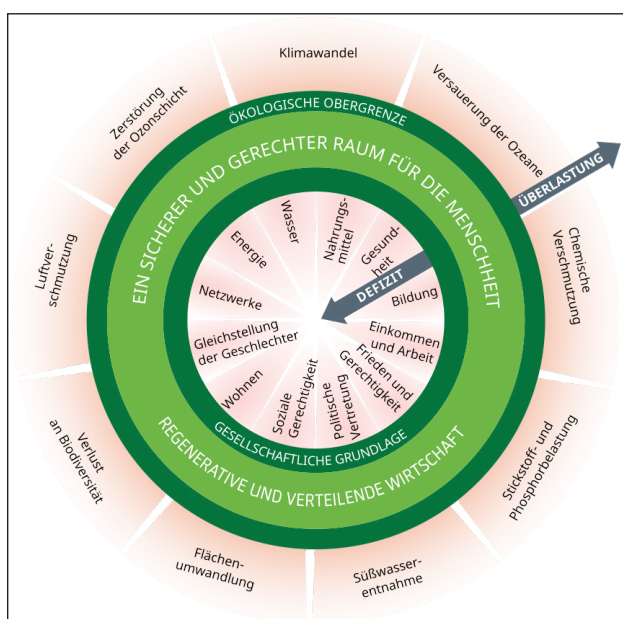 Klimawandel
Versauerung der Ozeane
ÜBERLASTUNG
Chemische
Verschmutzung
Stickstoff- und
Phosphorbelastung
Süßwasser-
entnahme
Flächen-
umwandlung
Verlust
an Biodiversität
Luftver-
schmutzung
Zerstörung
der Ozonschicht
ÖKOLOGISCHE OBERGRENZE
EIN SICHERER UND GERECHTER RAUM FÜR DIE MENSCHHEIT
Wasser
Nahrungs-
mittel
Gesund-
heit
DEFIZIT
Bildung
Einkommen
und Arbeit
Frieden und
Gerechtigkeit
Politische
Vertretung
Soziale
Gerechtigkeit
Wohnen
Gleichstellung
der Geschlechter
Netzwerke
Energie
GESELLSCHAFTLICHE GRUNDLAGE
REGENERATIVE UND VERTEILENDE WIRTSCHAFT